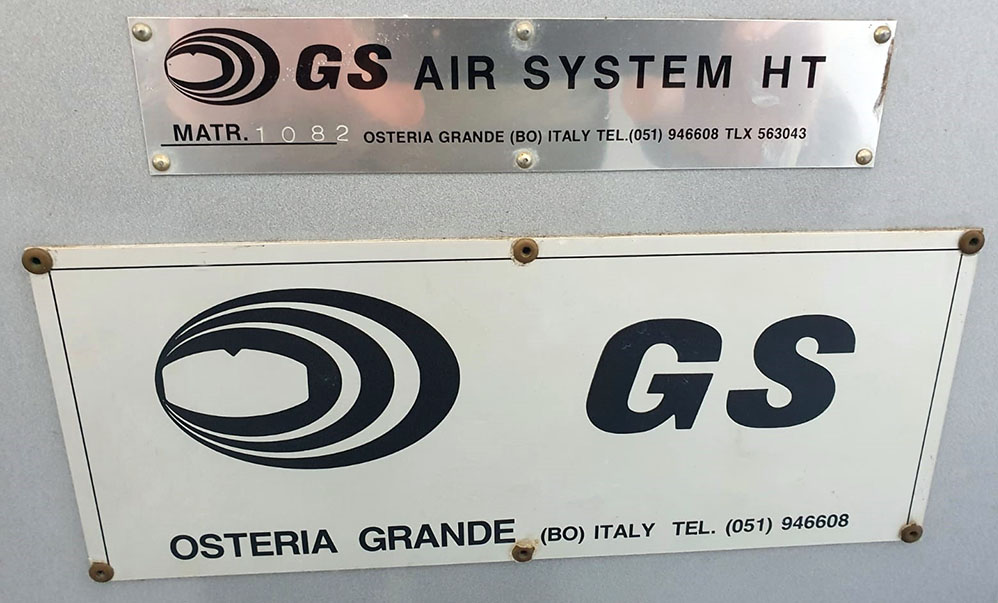 GS AIR SYSTEM HT
MATR. 1082 OSTERIA GRANDE (BO) ITALY TEL.(051) 946608 TLX 563043
GS
OSTERIA GRANDE (BO) ITALY TEL. (051) 946608